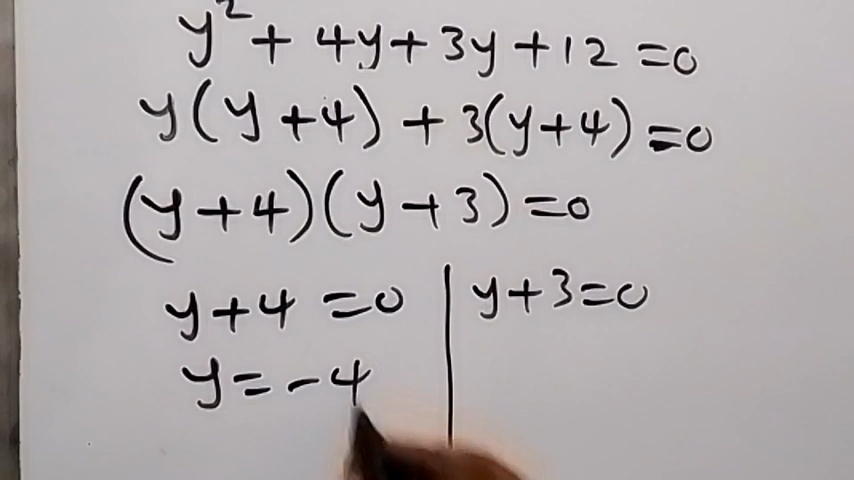 y² + 4y + 3y + 12 = 0
y(y + 4) + 3(y + 4) = 0
(y + 4)(y + 3) = 0
y + 4 = 0 | y + 3 = 0
y = -4